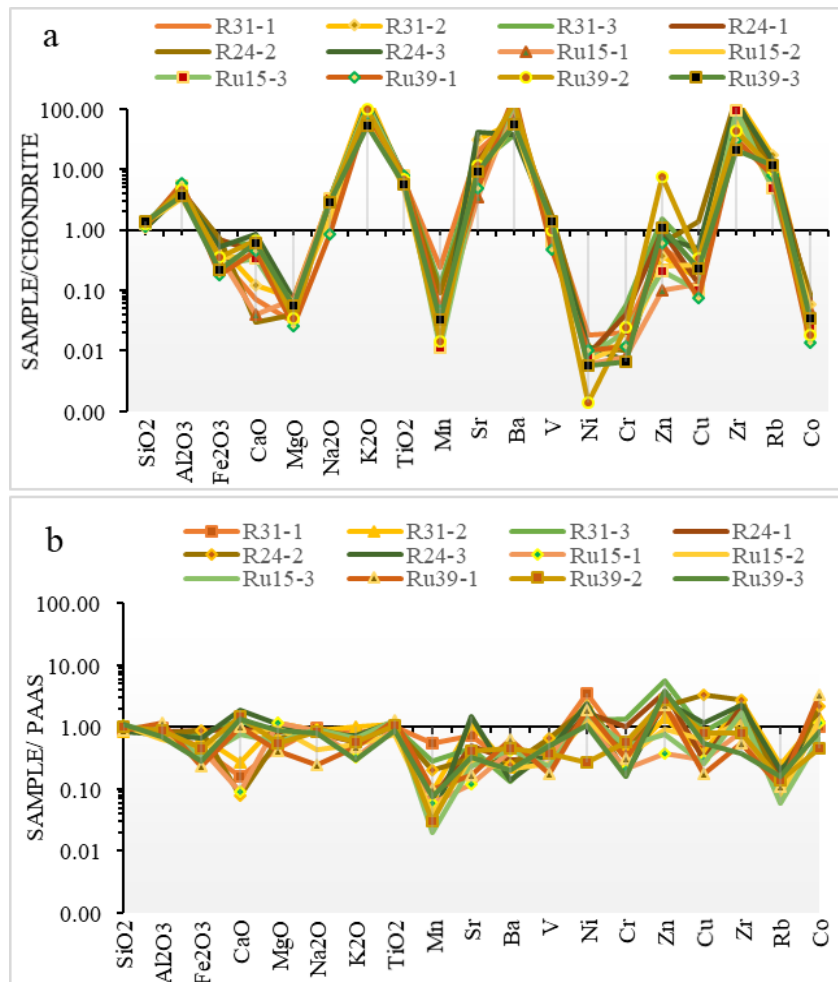 a
R31-1 R31-2 R31-3 R24-1
R24-2 R24-3 Ru15-1 Ru15-2
Ru15-3 Ru39-1 Ru39-2 Ru39-3
SAMPLE/CHONDRITE
100.00
10.00
1.00
0.10
0.01
0.00
SiO2 Al2O3 Fe2O3 CaO MgO Na2O K2O TiO2 Mn Sr Ba V Ni Cr Zn Cu Zr Rb Co
b
R31-1 R31-2 R31-3 R24-1
R24-2 R24-3 Ru15-1 Ru15-2
Ru15-3 Ru39-1 Ru39-2 Ru39-3
SAMPLE/ PAAS
100.00
10.00
1.00
0.10
0.01
0.00
SiO2 Al2O3 Fe2O3 CaO MgO Na2O K2O TiO2 Mn Sr Ba V Ni Cr Zn Cu Zr Rb Co